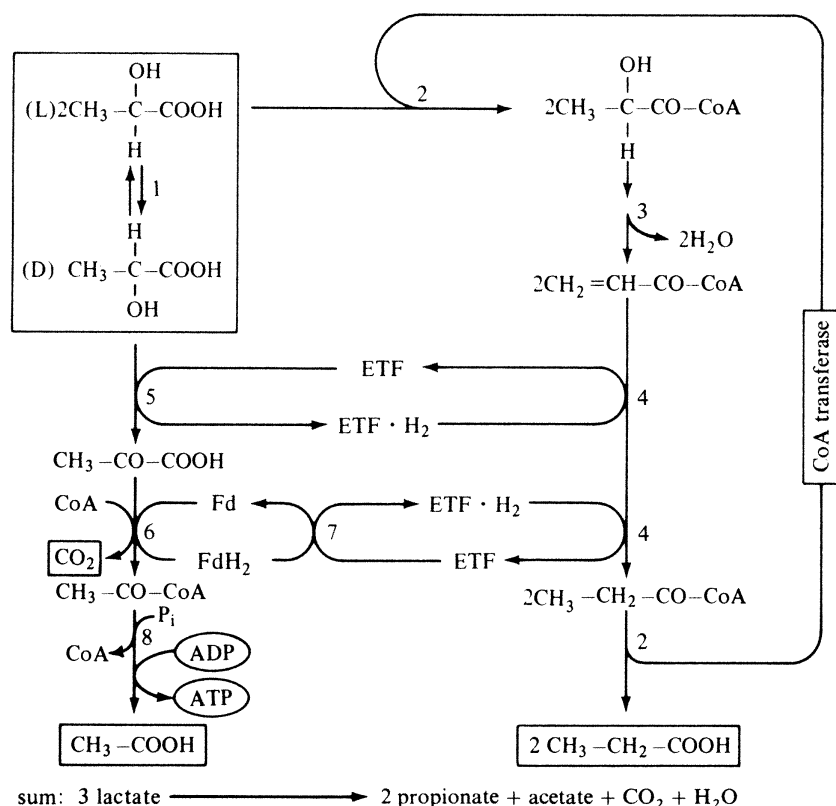 OH
(L)2CH₃–C–COOH
H
1
H
(D) CH₃–C–COOH
OH
2
OH
2CH₃–C–CO–CoA
H
3
2H₂O
2CH₂=CH–CO–CoA
CoA transferase
ETF
5
4
ETF · H₂
CH₃–CO–COOH
CoA
Fd
ETF · H₂
6
7
4
CO₂
FdH₂
ETF
CH₃–CO–CoA
2CH₃–CH₂–CO–CoA
Pᵢ
8
2
CoA
ADP
ATP
CH₃–COOH
2 CH₃–CH₂–COOH
sum: 3 lactate → 2 propionate + acetate + CO₂ + H₂O